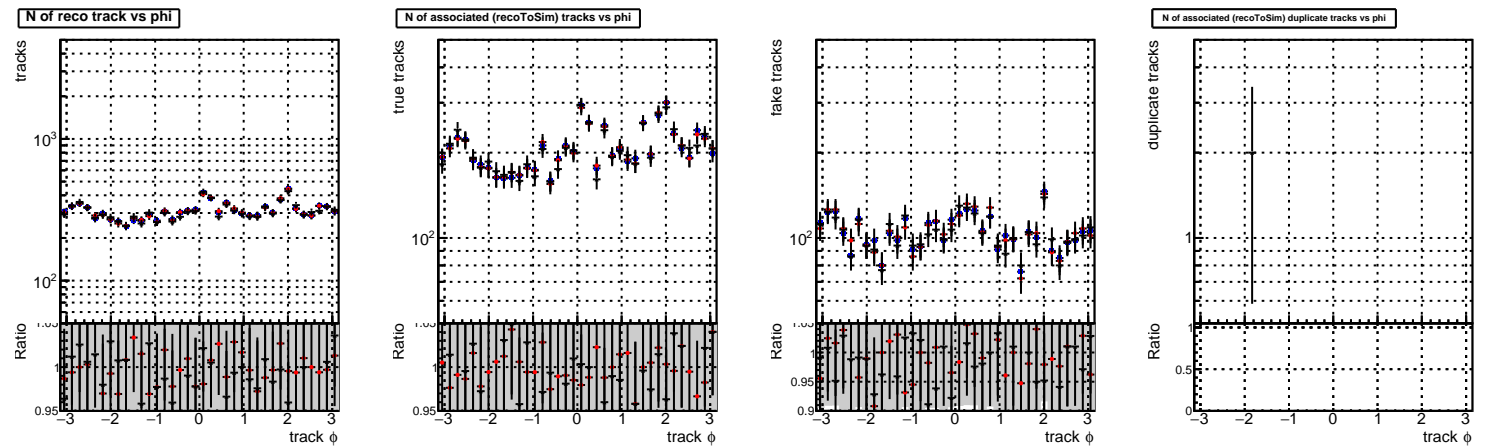 N of reco track vs phi
tracks
10³
10²
Ratio
1.05
1
0.95
−3 −2 −1 0 1 2 3
track ϕ
N of associated (recoToSim) tracks vs phi
true tracks
10²
Ratio
1.05
1
0.95
−3 −2 −1 0 1 2 3
track ϕ
fake tracks
10²
Ratio
1
0.95
0.9
−3 −2 −1 0 1 2 3
track ϕ
N of associated (recoToSim) duplicate tracks vs phi
duplicate tracks
1
Ratio
1
0.5
0
−3 −2 −1 0 1 2 3
track ϕ